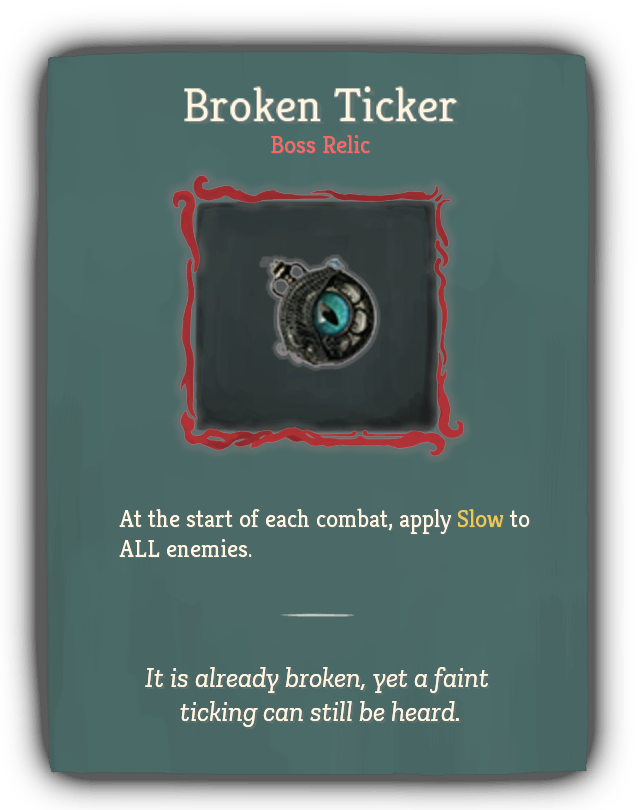 Broken Ticker
Boss Relic
At the start of each combat, apply Slow to
ALL enemies.
It is already broken, yet a faint
ticking can still be heard.